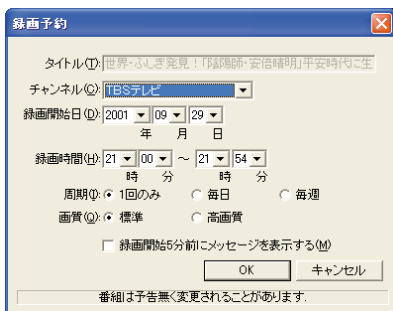 録画予約
タイトル(T): 世界・ふしぎ発見!「陰陽師・安倍晴明」平安時代に生
チャンネル(C): TBSテレビ
録画開始日(D): 2001 09 29
年 月 日
録画時間(H): 21 00 ~ 21 54
時 分 時 分
周期(I): 1回のみ 毎日 毎週
画質(Q): 標準 高画質
録画開始5分前にメッセージを表示する(M)
OK キャンセル
番組は予告無く変更されることがあります.